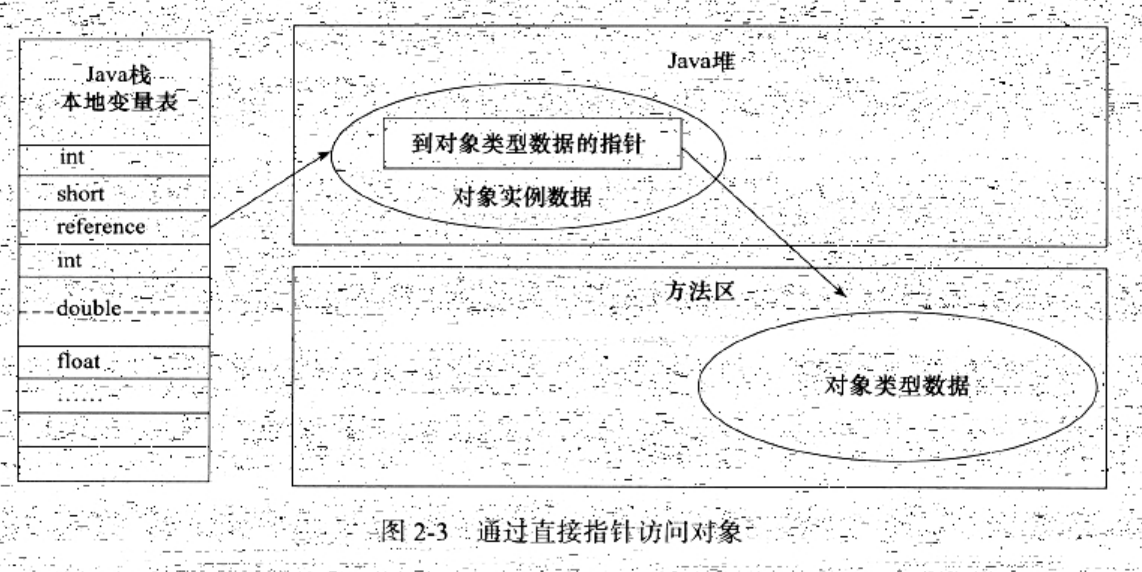 Java栈
本地变量表
int
short
reference
int
double
float
……
Java堆
到对象类型数据的指针
对象实例数据
方法区
对象类型数据
图 2-3 通过直接指针访问对象